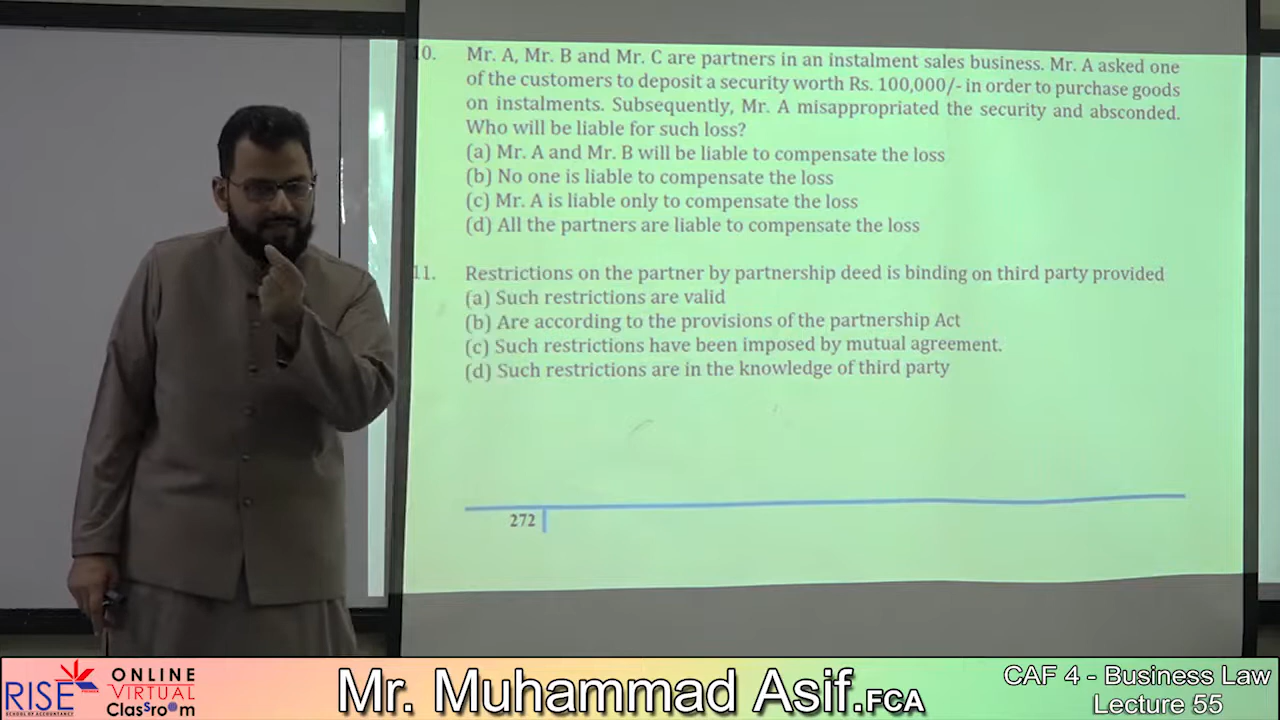 10. Mr. A, Mr. B and Mr. C are partners in an instalment sales business. Mr. A asked one
of the customers to deposit a security worth Rs. 100,000/- in order to purchase goods
on instalments. Subsequently, Mr. A misappropriated the security and absconded.
Who will be liable for such loss?
(a) Mr. A and Mr. B will be liable to compensate the loss
(b) No one is liable to compensate the loss
(c) Mr. A is liable only to compensate the loss
(d) All the partners are liable to compensate the loss
11. Restrictions on the partner by partnership deed is binding on third party provided
(a) Such restrictions are valid
(b) Are according to the provisions of the partnership Act
(c) Such restrictions have been imposed by mutual agreement.
(d) Such restrictions are in the knowledge of third party
272
RISE
SCHOOL OF ACCOUNTANCY
ONLINE
VIRTUAL
Classroom
Mr. Muhammad Asif.FCA
CAF 4 - Business Law
Lecture 55